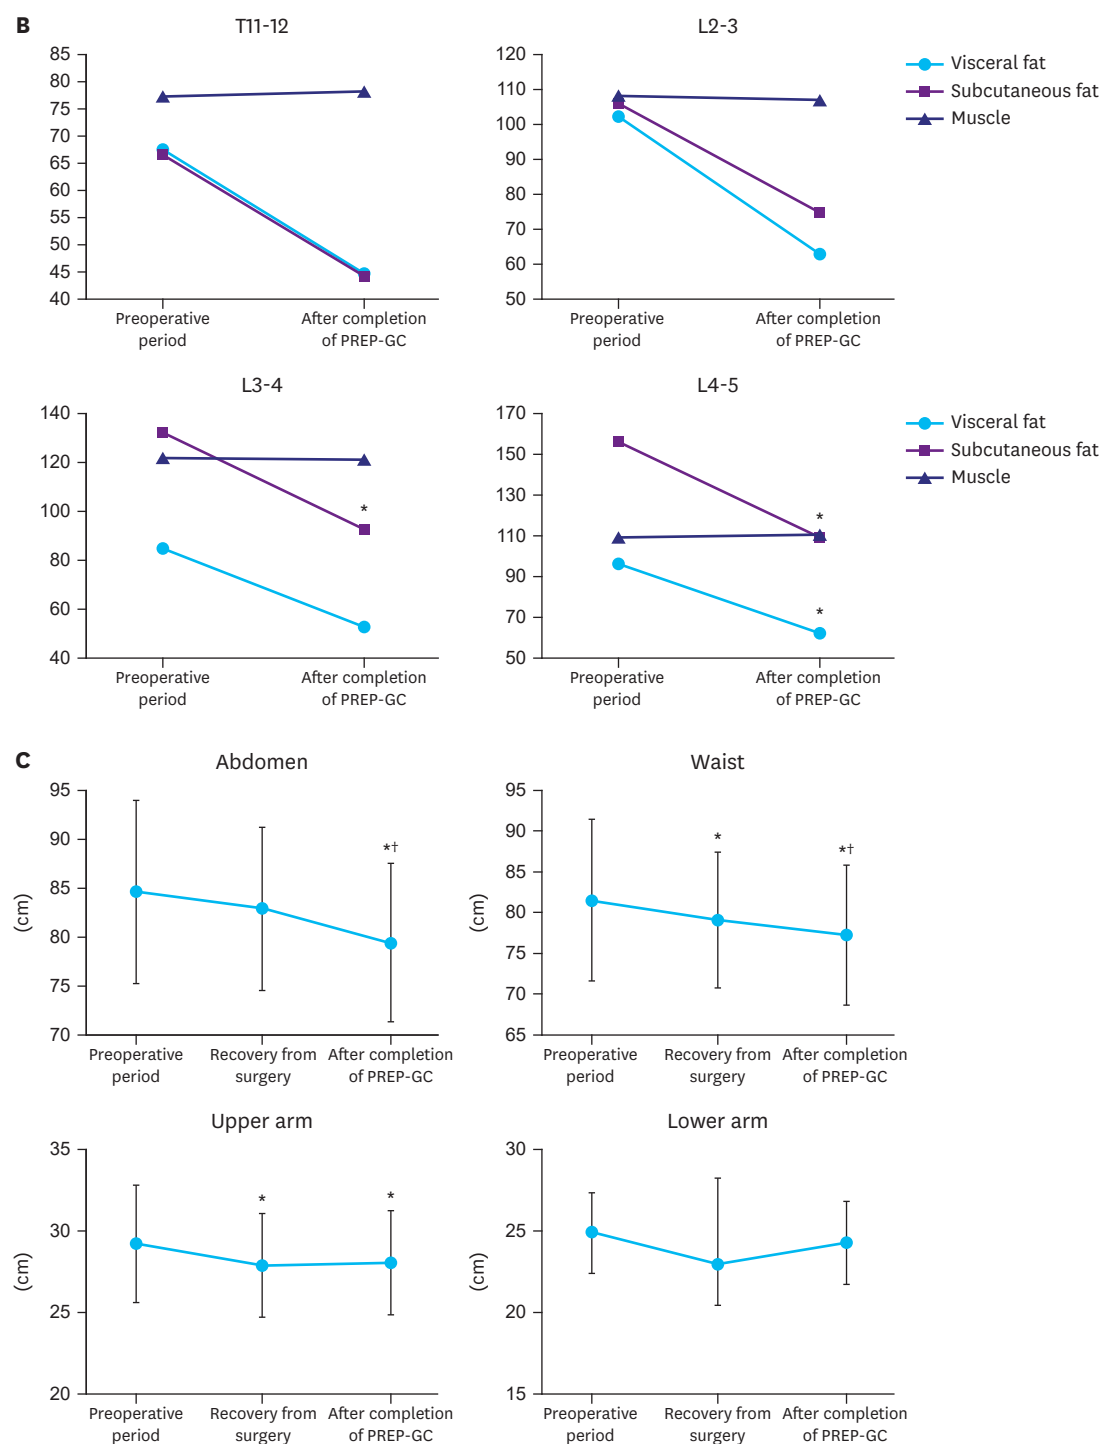 B
T11-12
L2-3
85
80
75
70
65
60
55
50
45
40
Preoperative
period
After completion
of PREP-GC
120
110
100
90
80
70
60
50
Preoperative
period
After completion
of PREP-GC
Visceral fat
Subcutaneous fat
Muscle
L3-4
L4-5
140
120
100
80
60
40
*
Preoperative
period
After completion
of PREP-GC
170
150
130
110
90
70
50
*
*
Preoperative
period
After completion
of PREP-GC
Visceral fat
Subcutaneous fat
Muscle
C
Abdomen
Waist
(cm)
95
90
85
80
75
70
*†
Preoperative
period
Recovery from
surgery
After completion
of PREP-GC
(cm)
95
90
85
80
75
70
65
*
*†
Preoperative
period
Recovery from
surgery
After completion
of PREP-GC
Upper arm
Lower arm
(cm)
35
30
25
20
*
*
Preoperative
period
Recovery from
surgery
After completion
of PREP-GC
(cm)
30
25
20
15
Preoperative
period
Recovery from
surgery
After completion
of PREP-GC